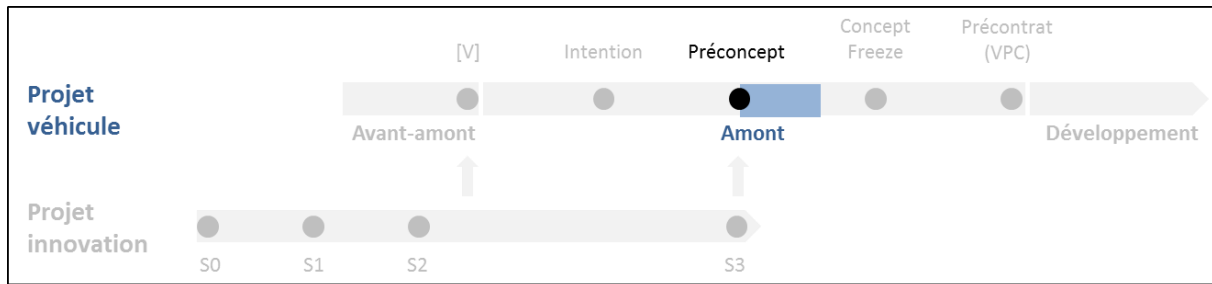 Concept Freeze
Précontrat (VPC)
[V]
Intention
Préconcept
Projet
véhicule
Avant-amont
Amont
Développement
Projet
innovation
S0
S1
S2
S3